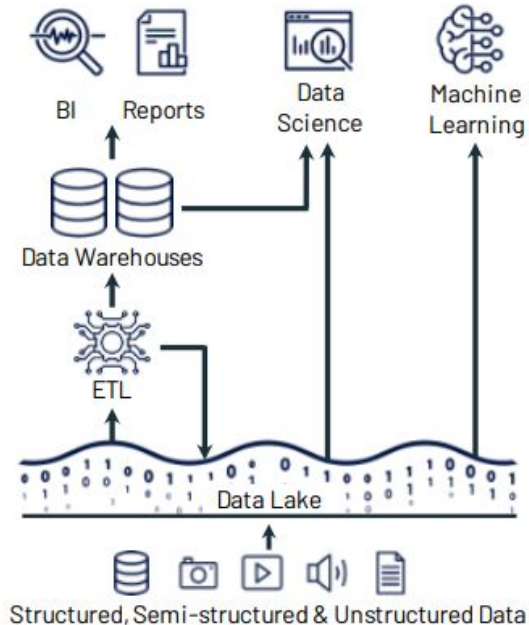 BI
Reports
Data
Science
Machine
Learning
Data Warehouses
ETL
Data Lake
Structured, Semi-structured & Unstructured Data